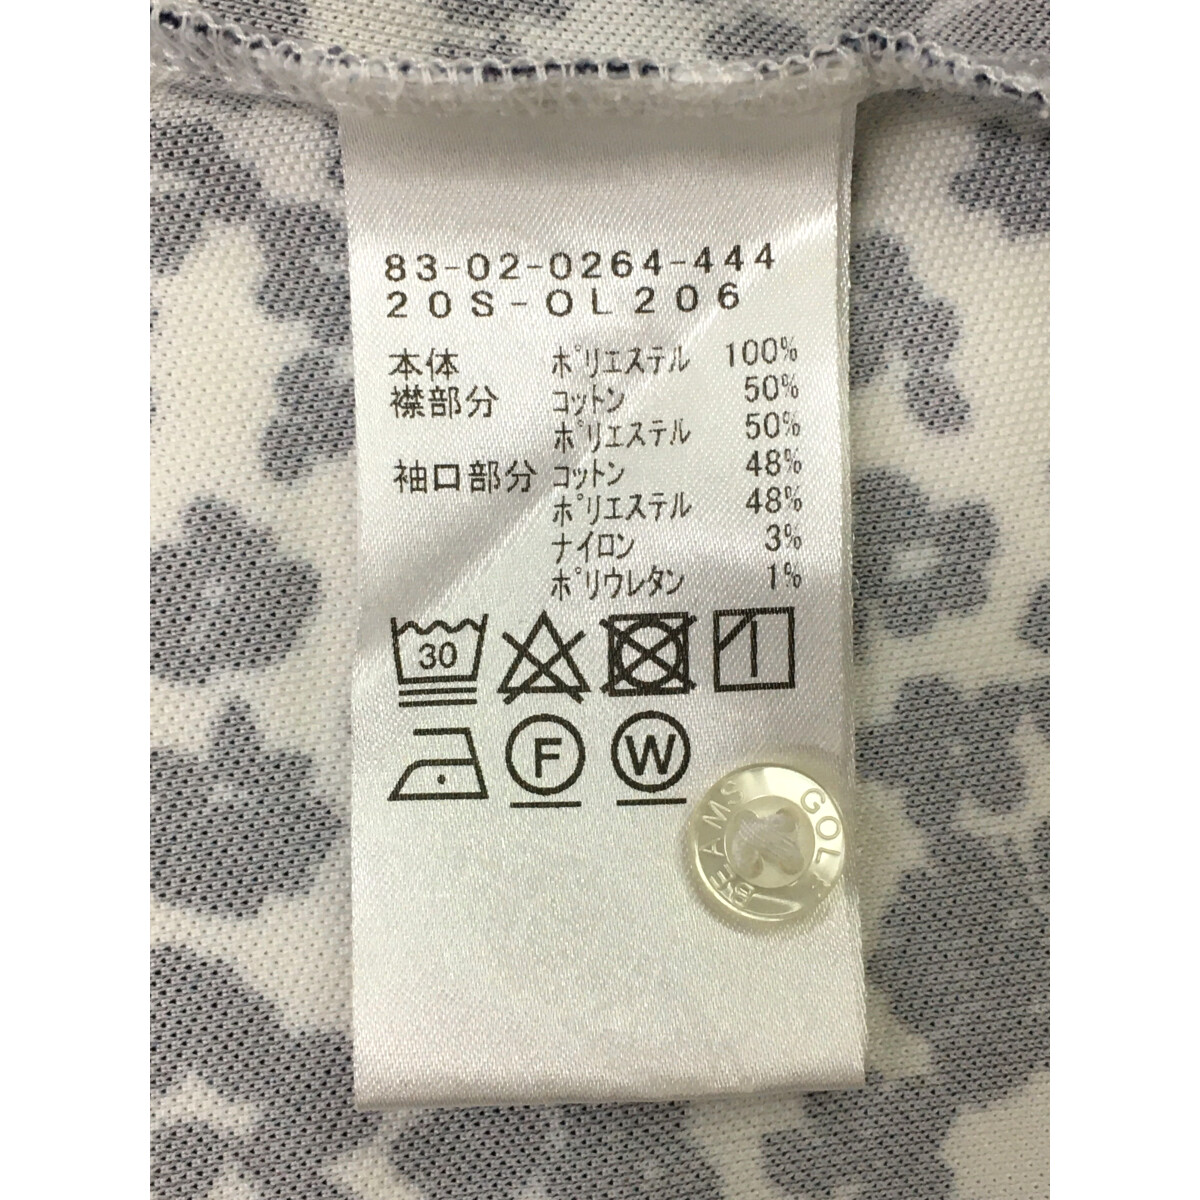 83-02-0264-444
20S-OL206
本体 ポリエステル 100%
襟部分 コットン 50%
ポリエステル 50%
袖口部分 コットン 48%
ポリエステル 48%
ナイロン 3%
ポリウレタン 1%
30
F W
BEAMS GOLF